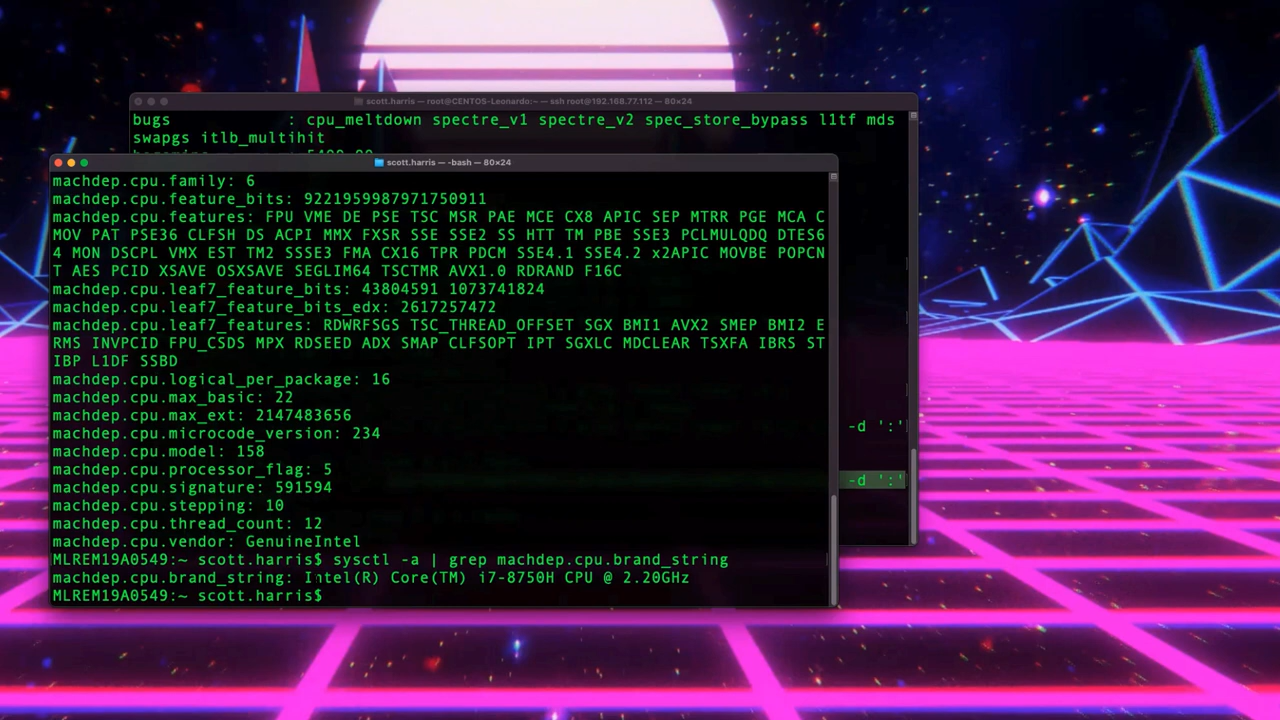 scott.harris — root@CENTOS-Leonardo:~ — ssh root@192.168.77.112 — 80×24
bugs : cpu_meltdown spectre_v1 spectre_v2 spec_store_bypass l1tf mds
swapgs itlb_multihit
scott.harris — -bash — 80×24
machdep.cpu.family: 6
machdep.cpu.feature_bits: 9221959987971750911
machdep.cpu.features: FPU VME DE PSE TSC MSR PAE MCE CX8 APIC SEP MTRR PGE MCA C
MOV PAT PSE36 CLFSH DS ACPI MMX FXSR SSE SSE2 SS HTT TM PBE SSE3 PCLMULQDQ DTES6
4 MON DSCPL VMX EST TM2 SSSE3 FMA CX16 TPR PDCM SSE4.1 SSE4.2 x2APIC MOVBE POPCN
T AES PCID XSAVE OSXSAVE SEGLIM64 TSCTMR AVX1.0 RDRAND F16C
machdep.cpu.leaf7_feature_bits: 43804591 1073741824
machdep.cpu.leaf7_feature_bits_edx: 2617257472
machdep.cpu.leaf7_features: RDWRFSGS TSC_THREAD_OFFSET SGX BMI1 AVX2 SMEP BMI2 E
RMS INVPCID FPU_CSDS MPX RDSEED ADX SMAP CLFSOPT IPT SGXLC MDCLEAR TSXFA IBRS ST
IBP L1DF SSBD
machdep.cpu.logical_per_package: 16
machdep.cpu.max_basic: 22
machdep.cpu.max_ext: 2147483656
machdep.cpu.microcode_version: 234
-d ':'
machdep.cpu.model: 158
machdep.cpu.processor_flag: 5
-d ':'
machdep.cpu.signature: 591594
machdep.cpu.stepping: 10
machdep.cpu.thread_count: 12
machdep.cpu.vendor: GenuineIntel
MLREM19A0549:~ scott.harris$ sysctl -a | grep machdep.cpu.brand_string
machdep.cpu.brand_string: Intel(R) Core(TM) i7-8750H CPU @ 2.20GHz
MLREM19A0549:~ scott.harris$